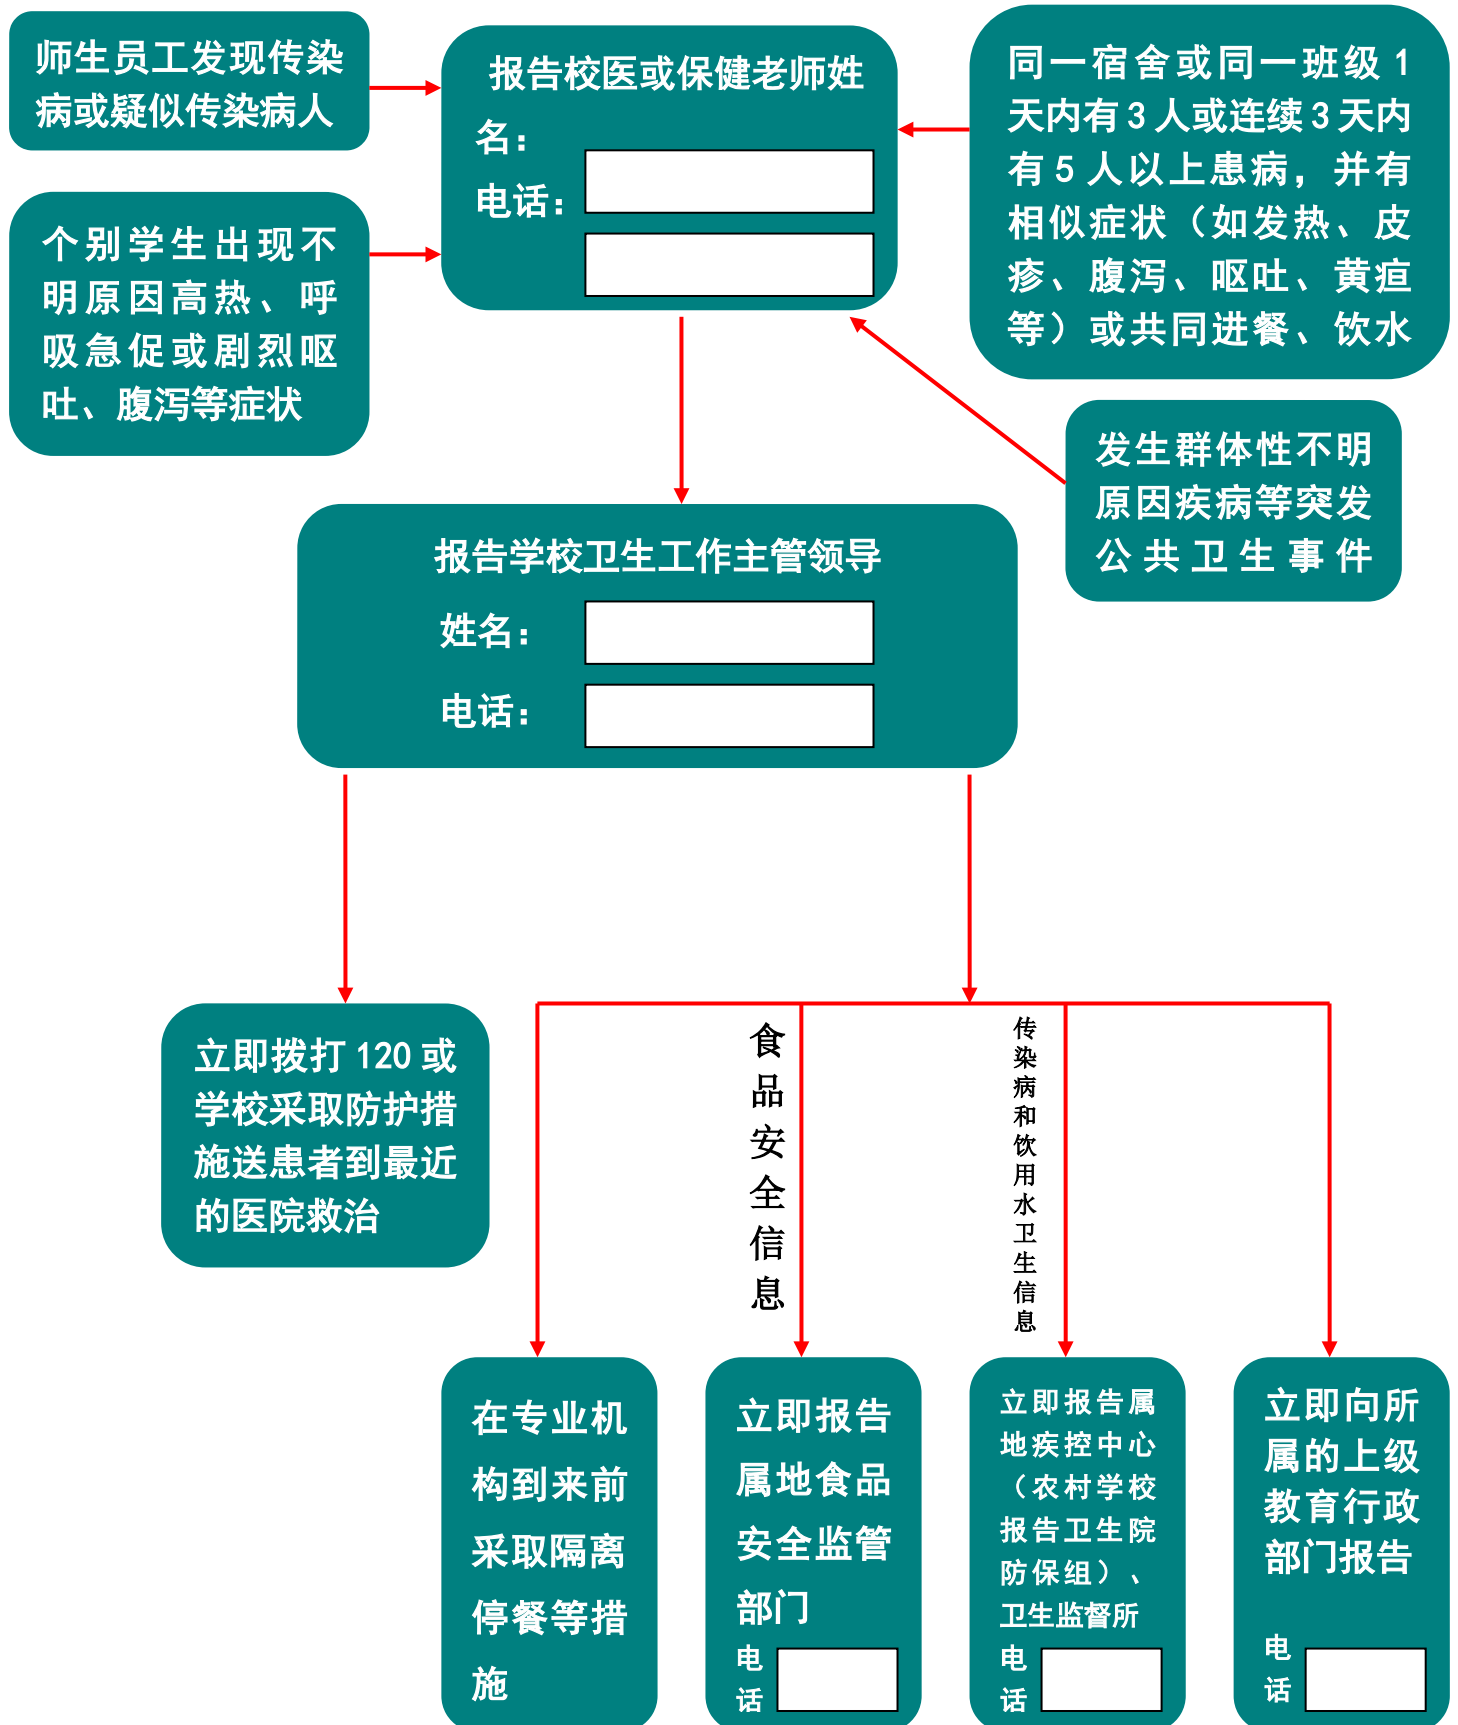 师生员工发现传染
病或疑似传染病人
报告校医或保健老师姓
名：
电话：
同一宿舍或同一班级1
天内有3人或连续3天内
有5人以上患病，并有
相似症状（如发热、皮
疹、腹泻、呕吐、黄疸
等）或共同进餐、饮水
个别学生出现不
明原因高热、呼
吸急促或剧烈呕
吐、腹泻等症状
发生群体性不明
原因疾病等突发
公共卫生事件
报告学校卫生工作主管领导
姓名：
电话：
立即拨打120或
学校采取防护措
施送患者到最近
的医院救治
食品安全信息
传染病和饮用水卫生信息
在专业机
构到来前
采取隔离
停餐等措
施
立即报告
属地食品
安全监管
部门
电
话
立即报告属
地疾控中心
（农村学校
报告卫生院
防保组）、
卫生监督所
电
话
立即向所
属的上级
教育行政
部门报告
电
话